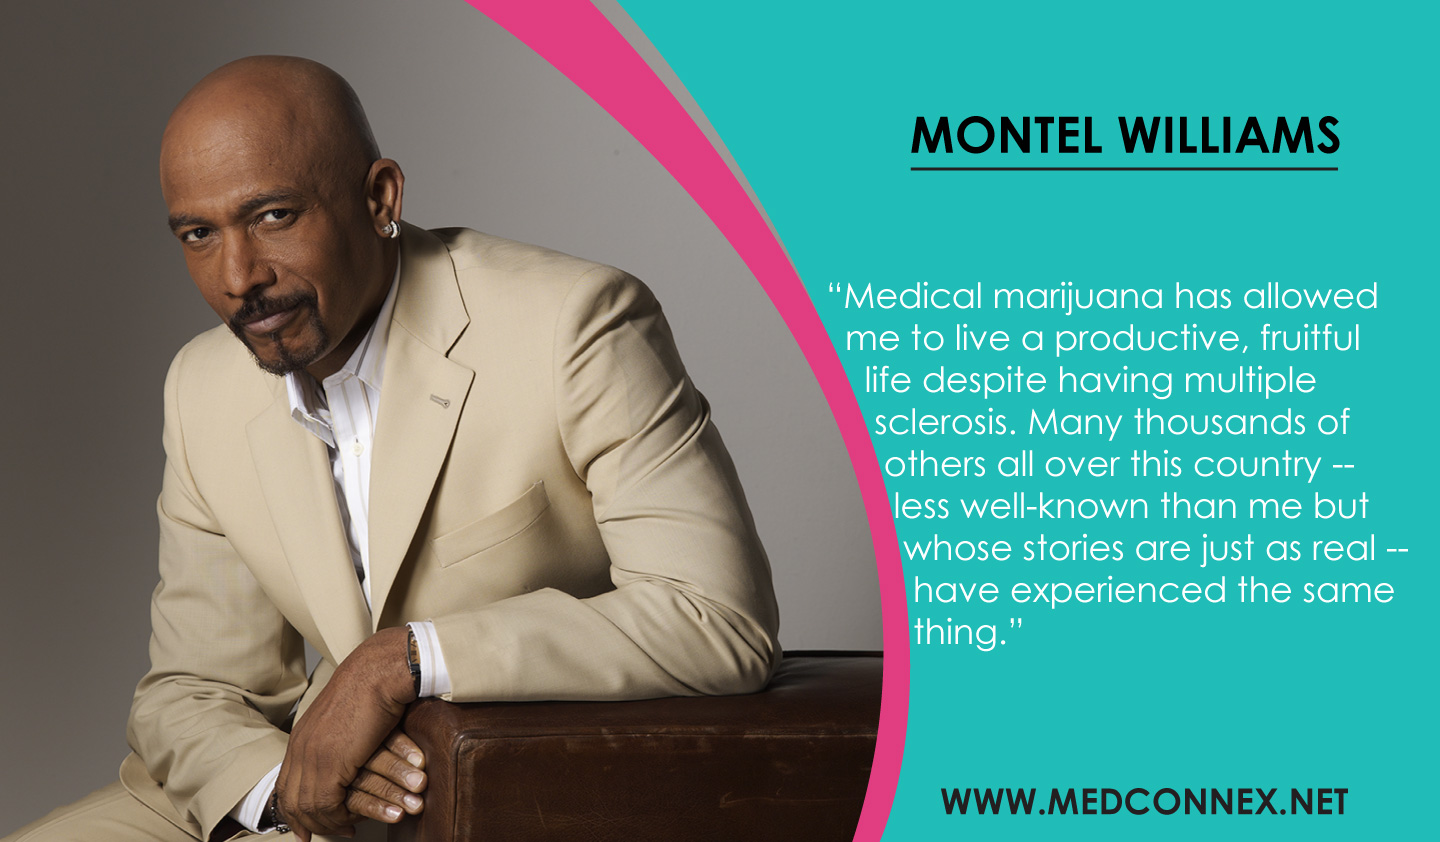 MONTEL WILLIAMS
“Medical marijuana has allowed
me to live a productive, fruitful
life despite having multiple
sclerosis. Many thousands of
others all over this country --
less well-known than me but
whose stories are just as real --
have experienced the same
thing.”
WWW.MEDCONNEX.NET